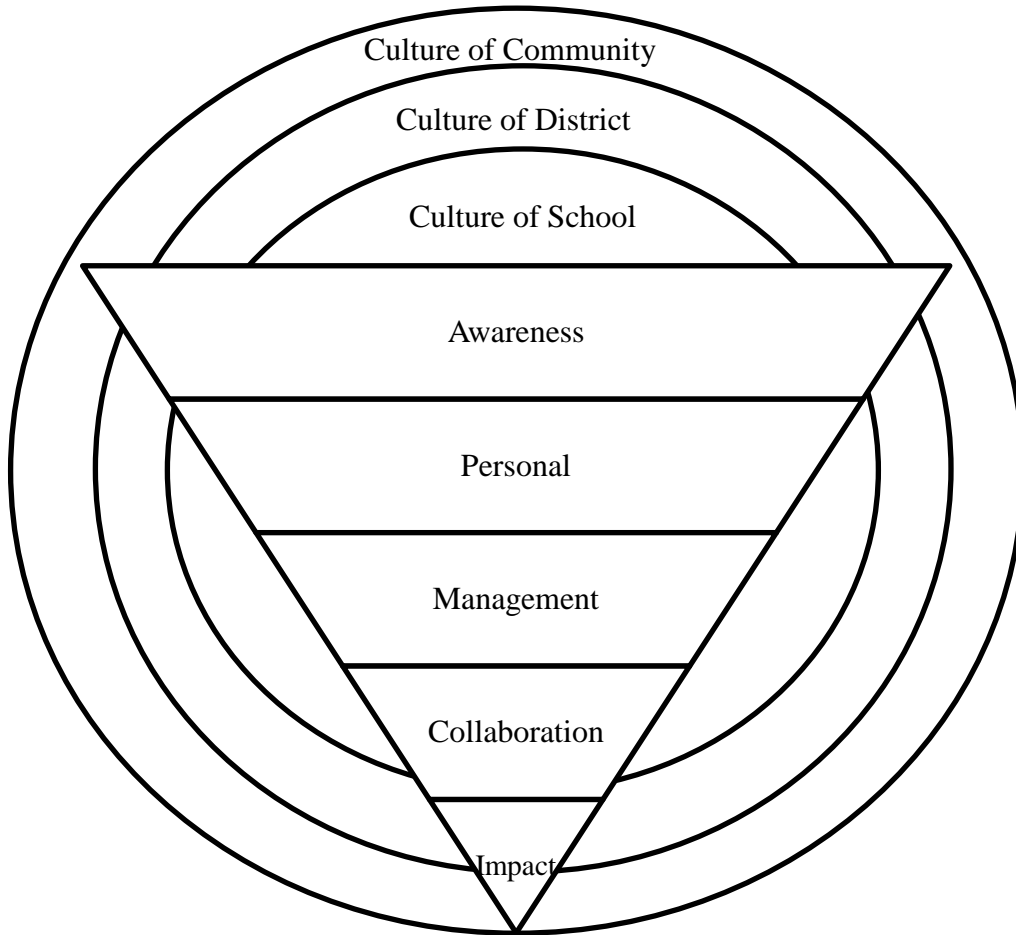 Culture of Community
Culture of District
Culture of School
Awareness
Personal
Management
Collaboration
Impact